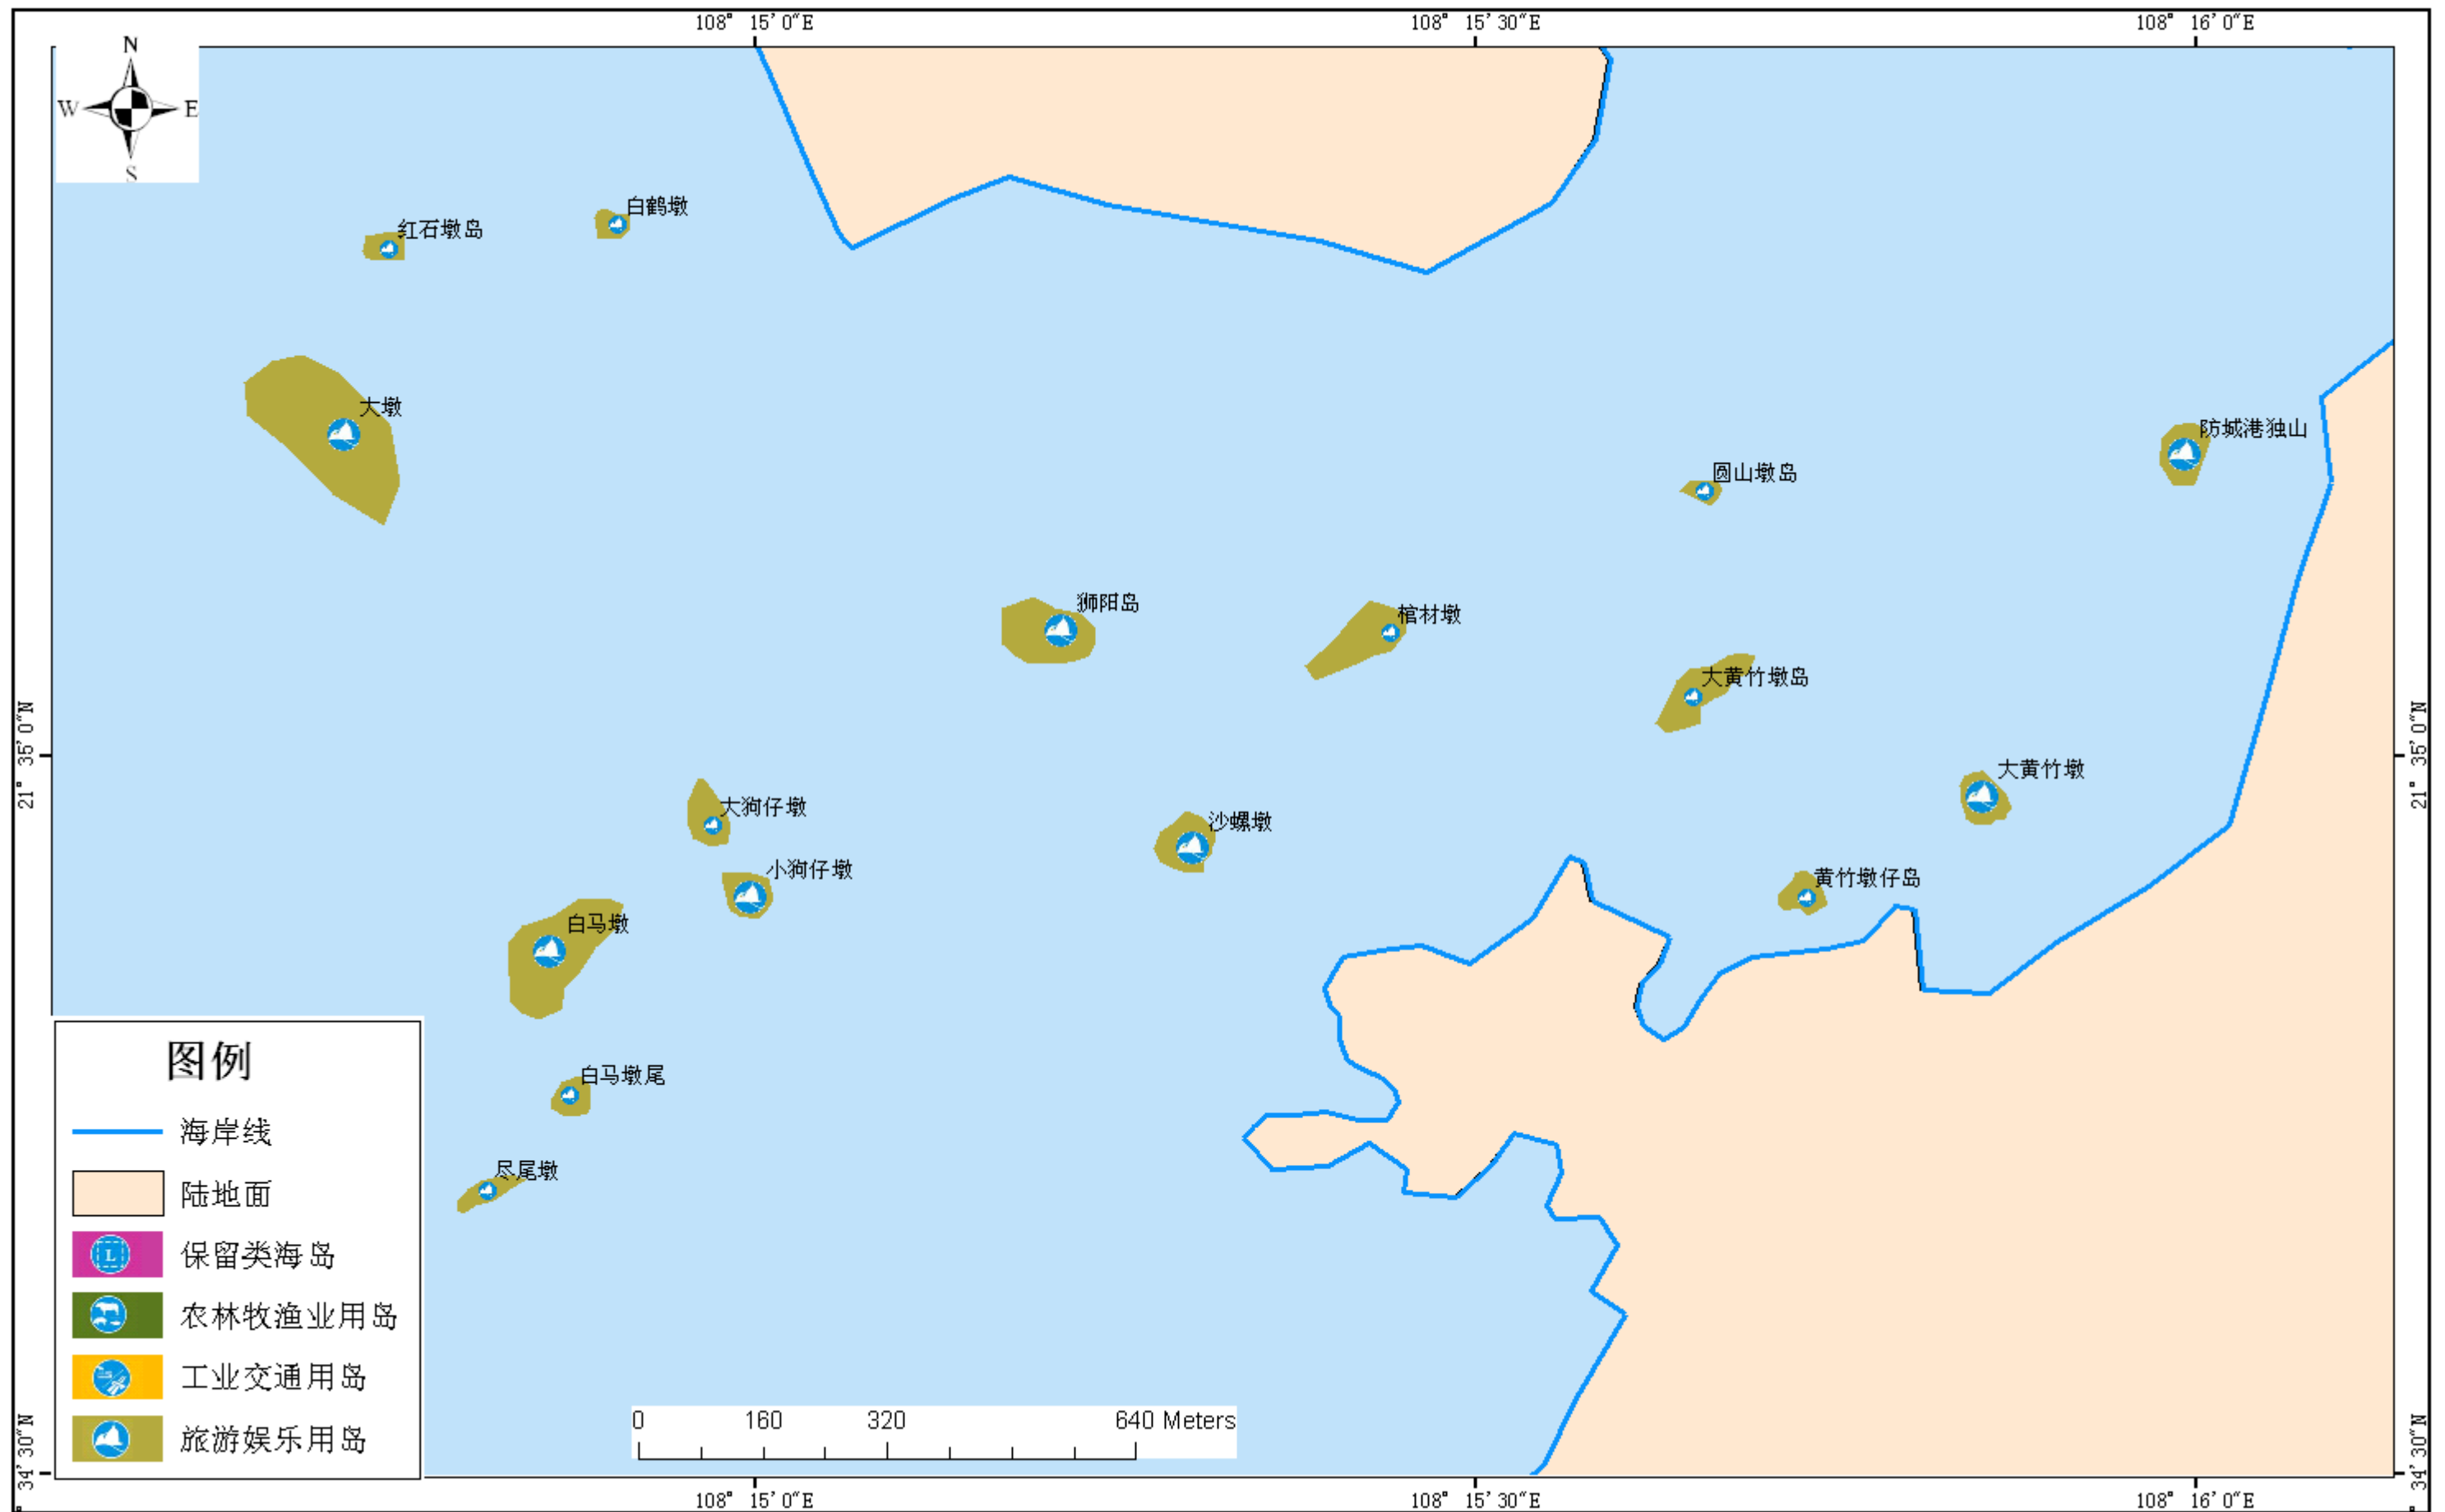 108° 15′0″E
108° 15′30″E
108° 16′0″E
N
W
E
S
白鹤墩
红石墩岛
大墩
防城港独山
圆山墩岛
狮阳岛
棺材墩
大黄竹墩岛
21° 35′0″N
21° 35′0″N
大黄竹墩
大狗仔墩
沙螺墩
小狗仔墩
黄竹墩仔岛
白马墩
白马墩尾
尽尾墩
图例
海岸线
陆地面
L
保留类海岛
农林牧渔业用岛
工业交通用岛
旅游娱乐用岛
0 160 320 640 Meters
° 34′30″N
° 34′30″N
108° 15′0″E
108° 15′30″E
108° 16′0″E